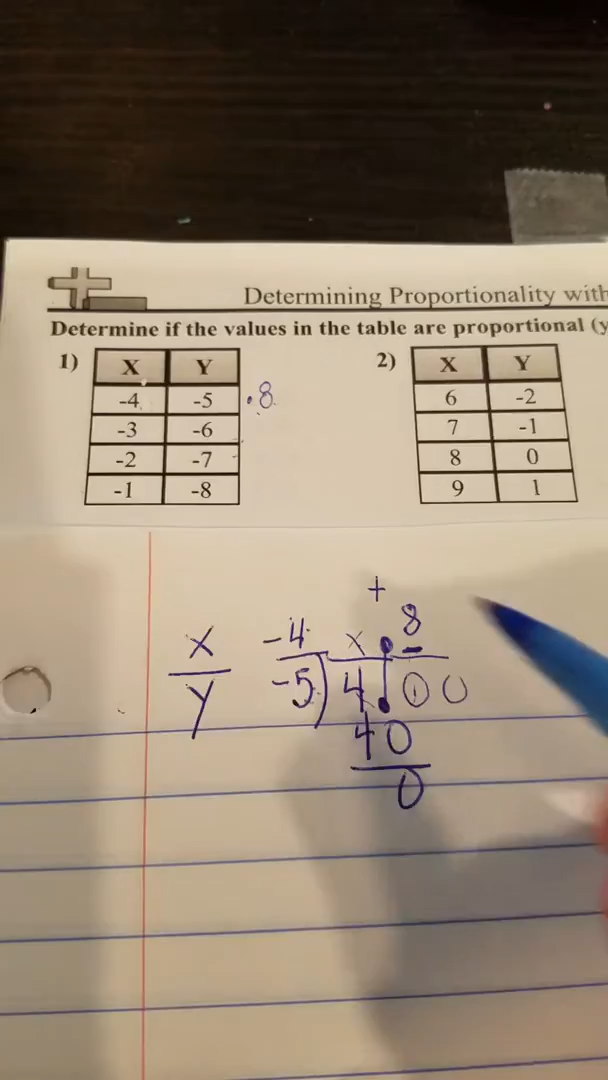 Determining Proportionality with
Determine if the values in the table are proportional (y
1)
X Y
-4 -5 .8
-3 -6
-2 -7
-1 -8
2)
X Y
6 -2
7 -1
8 0
9 1
+
x . 8
X -4
Y -5 ) 4.00
40
0